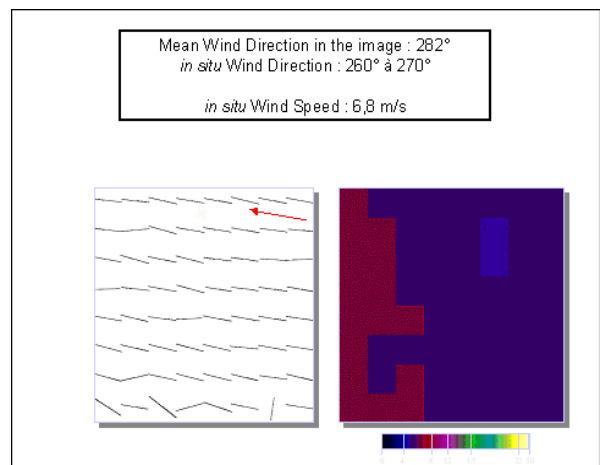 Mean Wind Direction in the image : 282°
in situ Wind Direction : 260° à 270°
in situ Wind Speed : 6,8 m/s